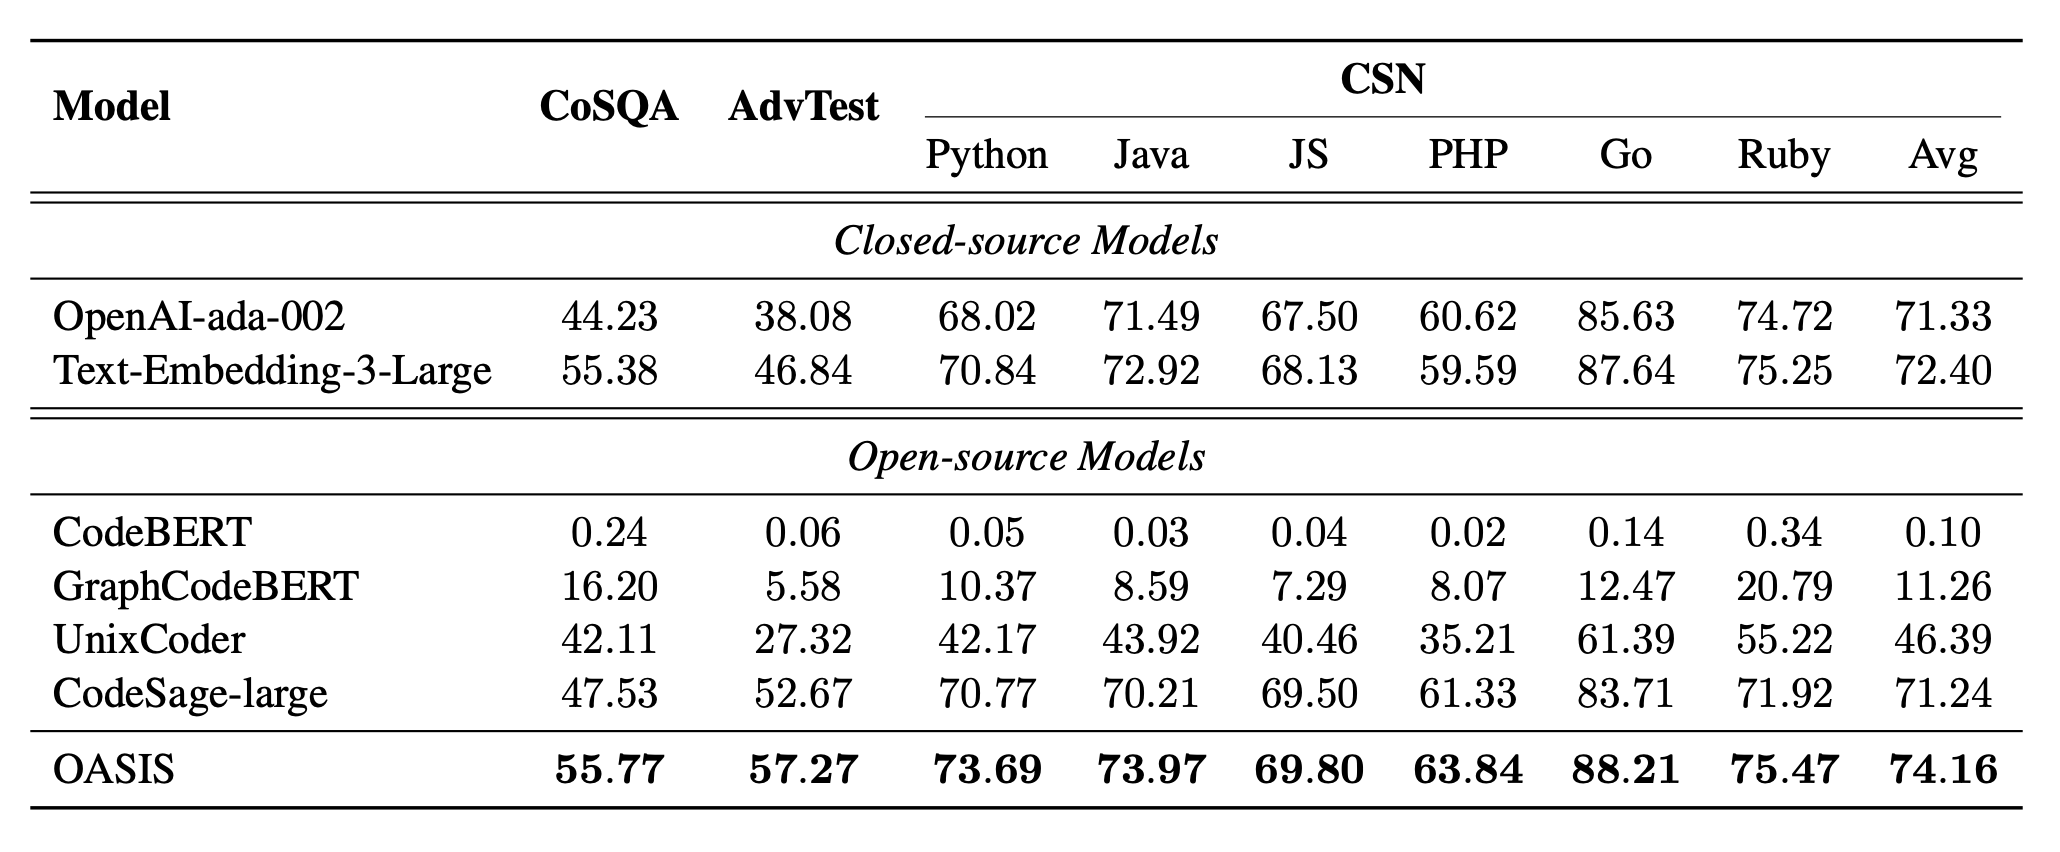 CSN
Model CoSQA AdvTest
Python Java JS PHP Go Ruby Avg
Closed-source Models
OpenAI-ada-002 44.23 38.08 68.02 71.49 67.50 60.62 85.63 74.72 71.33
Text-Embedding-3-Large 55.38 46.84 70.84 72.92 68.13 59.59 87.64 75.25 72.40
Open-source Models
CodeBERT 0.24 0.06 0.05 0.03 0.04 0.02 0.14 0.34 0.10
GraphCodeBERT 16.20 5.58 10.37 8.59 7.29 8.07 12.47 20.79 11.26
UnixCoder 42.11 27.32 42.17 43.92 40.46 35.21 61.39 55.22 46.39
CodeSage-large 47.53 52.67 70.77 70.21 69.50 61.33 83.71 71.92 71.24
OASIS 55.77 57.27 73.69 73.97 69.80 63.84 88.21 75.47 74.16